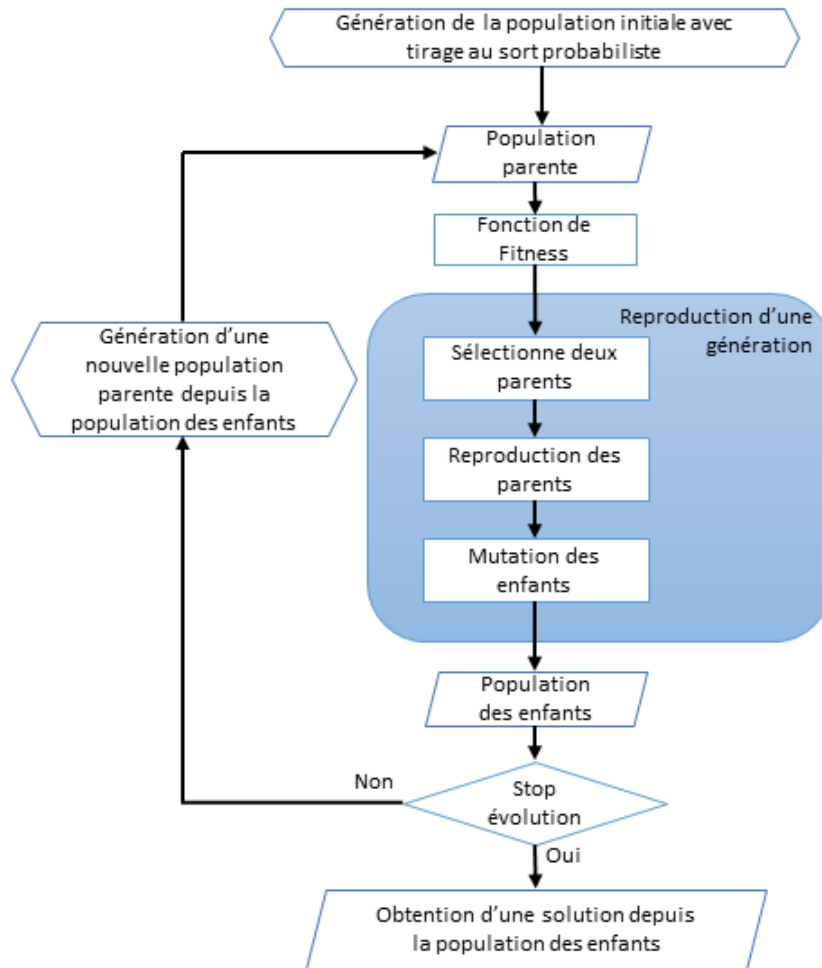 Génération de la population initiale avec
tirage au sort probabiliste
Population
parente
Fonction de
Fitness
Reproduction d'une
génération
Génération d'une
nouvelle population
parente depuis la
population des enfants
Sélectionne deux
parents
Reproduction des
parents
Mutation des
enfants
Population
des enfants
Non
Stop
évolution
Oui
Obtention d'une solution depuis
la population des enfants